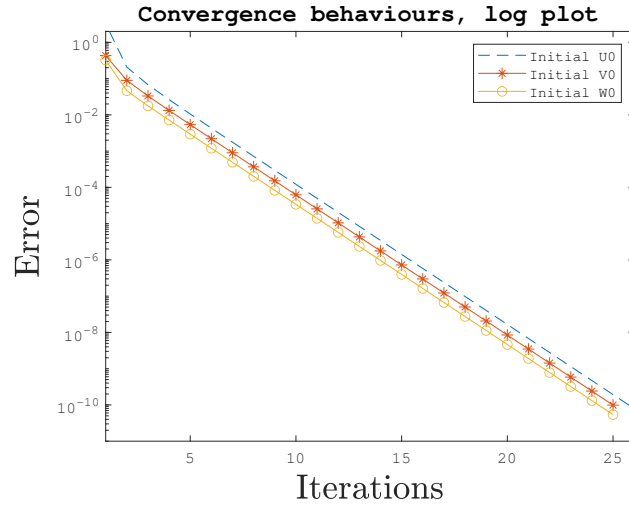 Convergence behaviours, log plot
Initial U0
Initial V0
Initial W0
10^0
10^-2
10^-4
10^-6
10^-8
10^-10
Error
5
10
15
20
25
Iterations